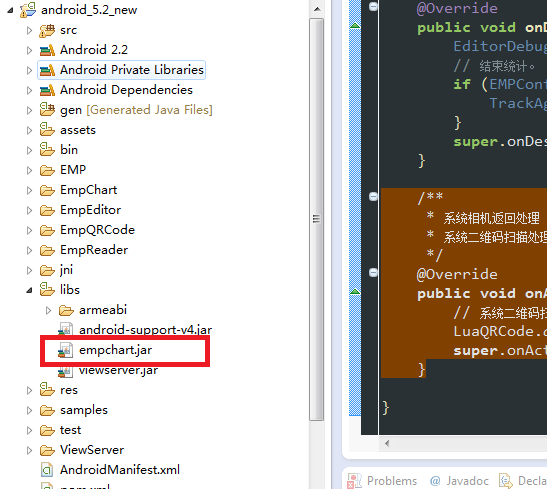 android_5.2_new
src
Android 2.2
Android Private Libraries
Android Dependencies
gen [Generated Java Files]
assets
bin
EMP
EmpChart
EmpEditor
EmpQRCode
EmpReader
jni
libs
armeabi
android-support-v4.jar
empchart.jar
viewserver.jar
res
samples
test
ViewServer
AndroidManifest.xml
@Override
public void onD
EditorDebug
// 结束统计。
if (EMPConf
TrackAg
}
super.onDes
}
/**
* 系统相机返回处理
* 系统二维码扫描处理
*/
@Override
public void onA
// 系统二维码扫
LuaQRCode.
super.onAct
}
}
Problems
@ Javadoc
Decla